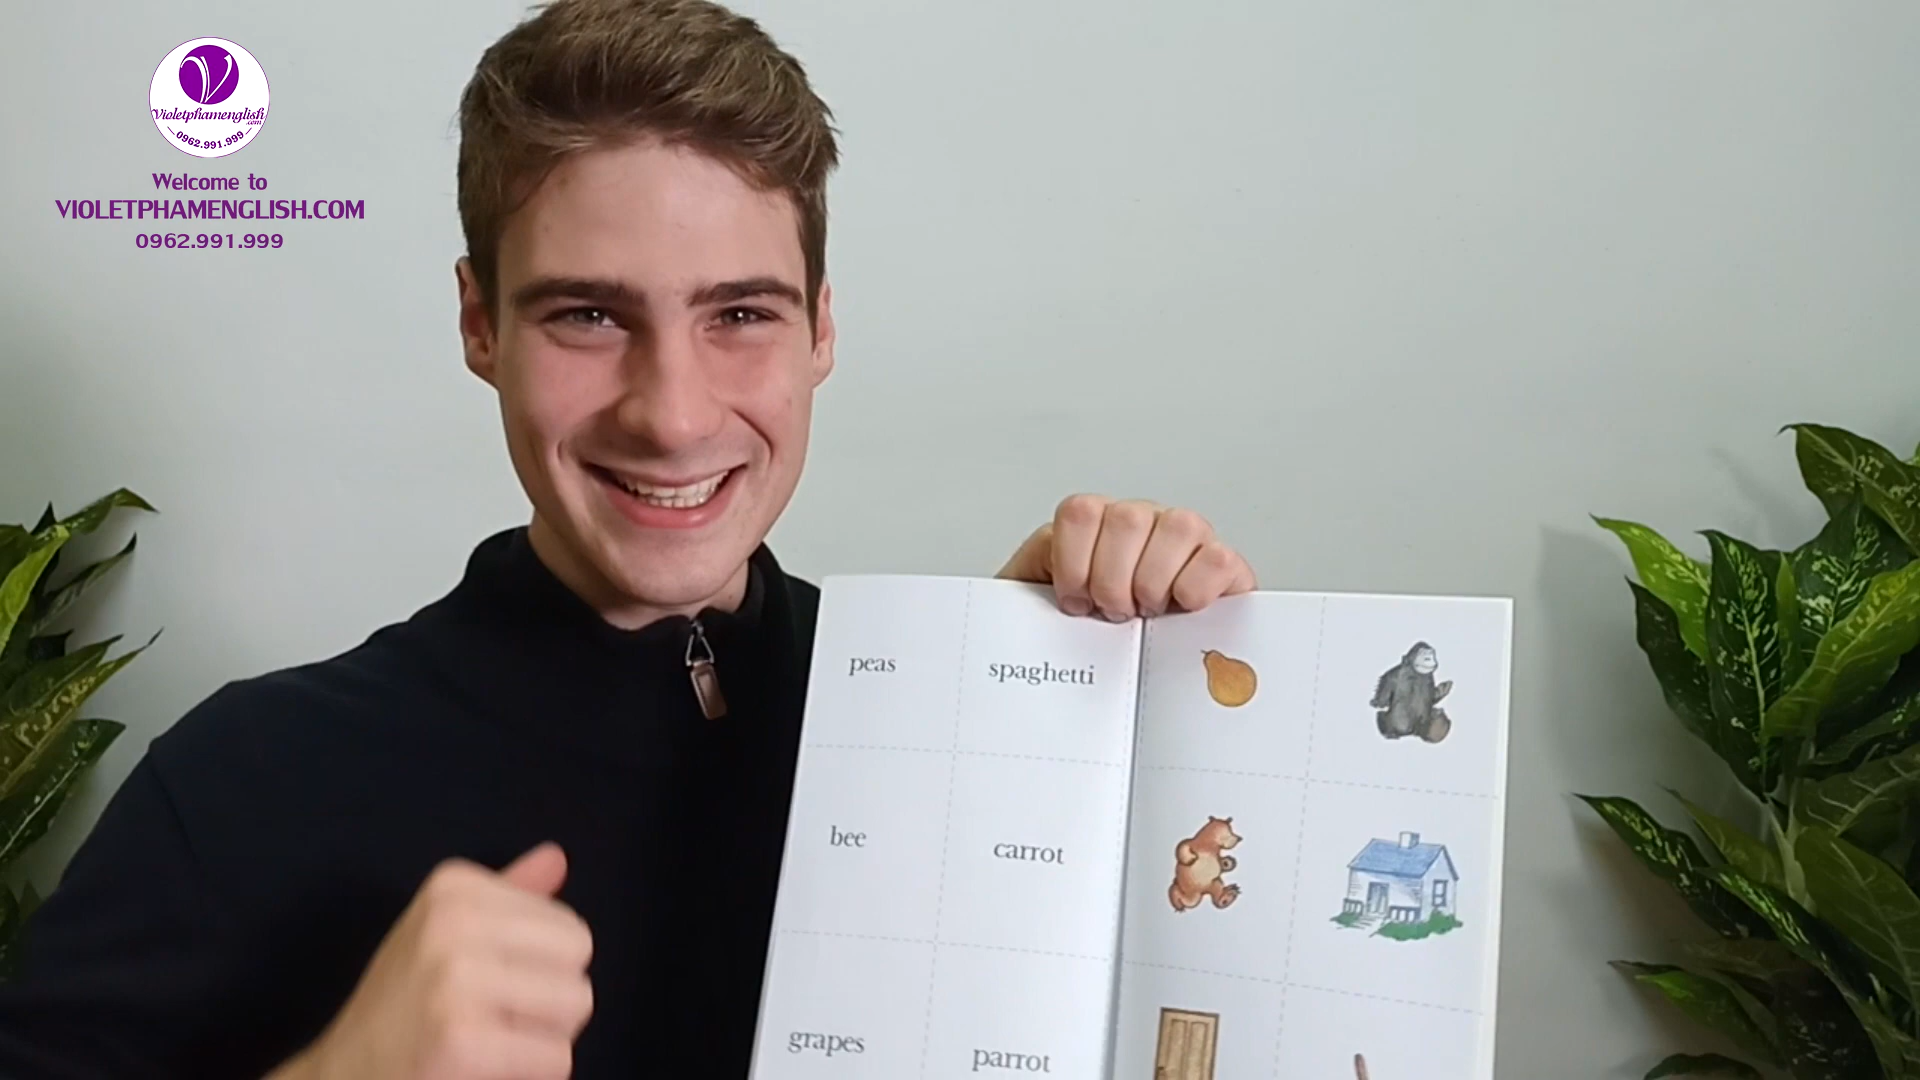 Violetphamenglish
.com
0962.991.999
Welcome to
VIOLETPHAMENGLISH.COM
0962.991.999
peas
spaghetti
bee
carrot
grapes
parrot